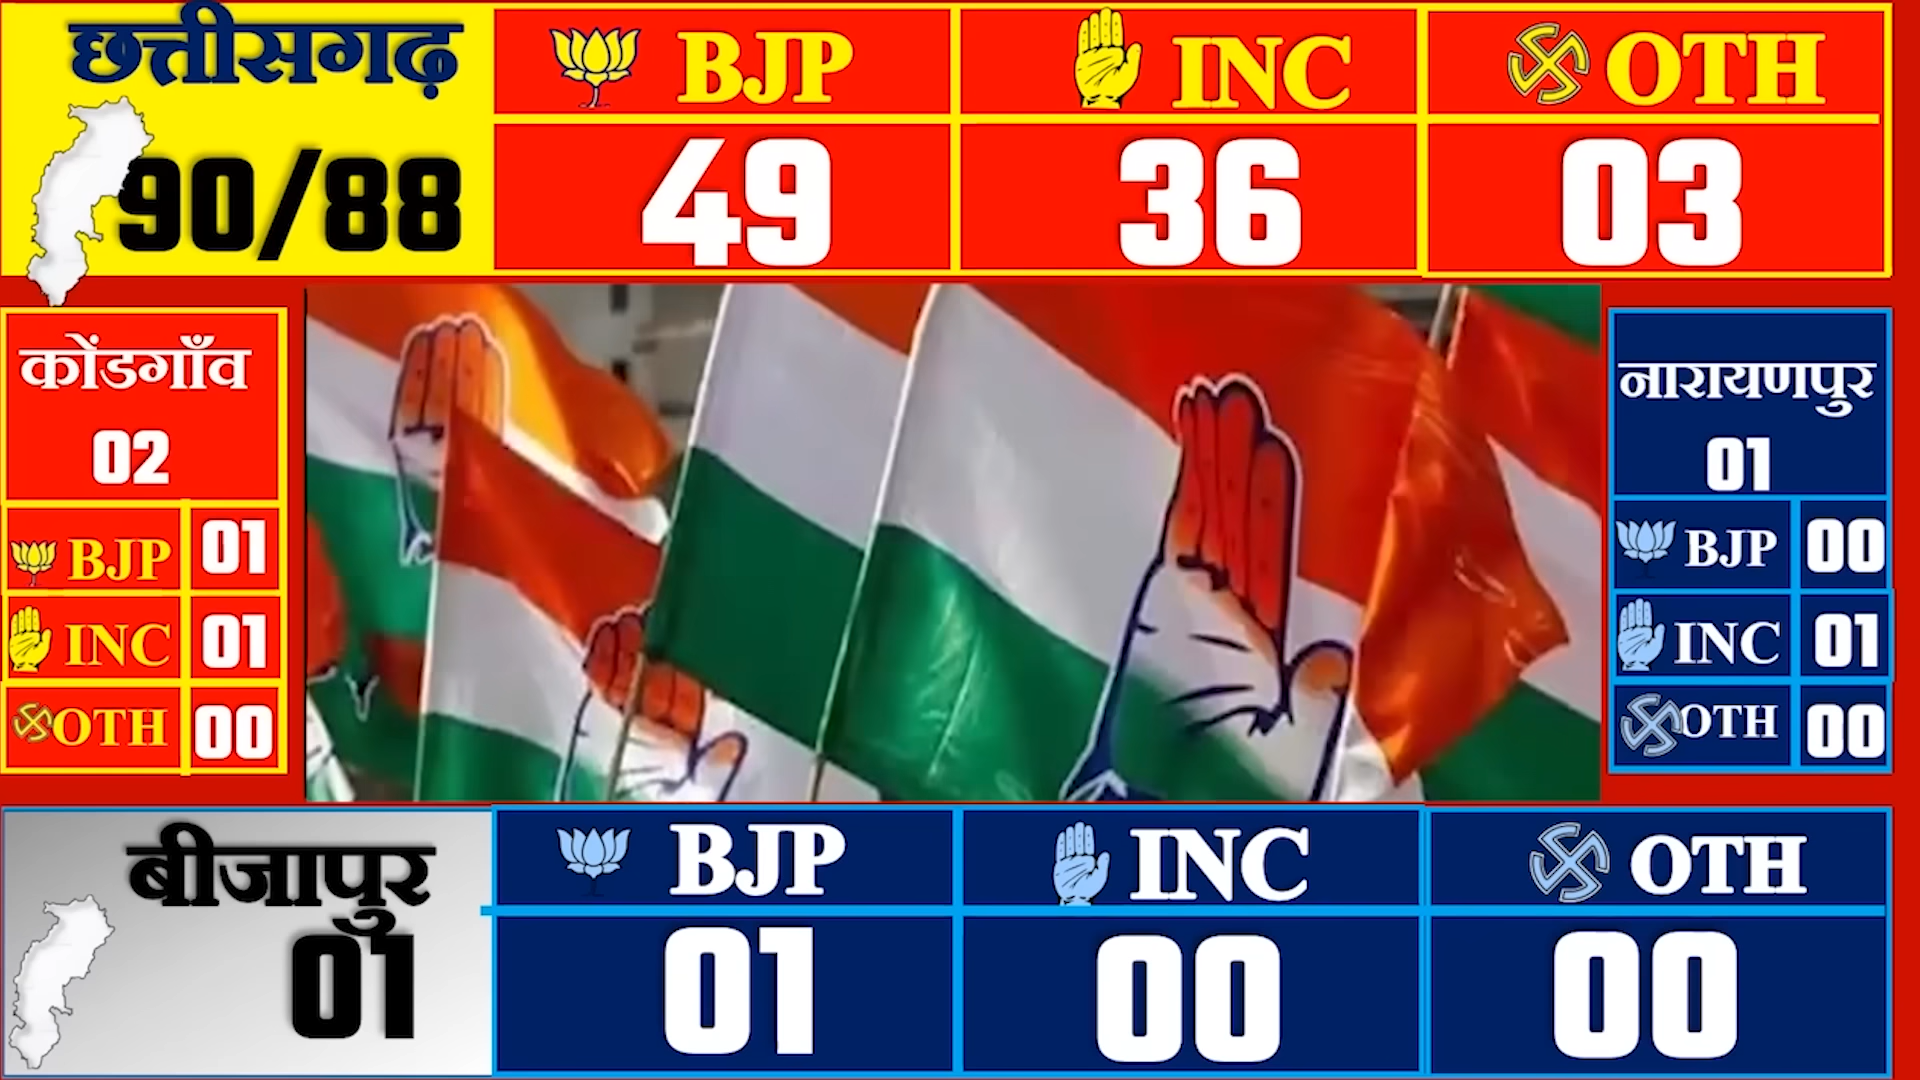 छत्तीसगढ़
90/88
BJP
INC
OTH
49
36
03
कोंडगाँव
02
BJP 01
INC 01
OTH 00
नारायणपुर
01
BJP 00
INC 01
OTH 00
बीजापुर
01
BJP
INC
OTH
01
00
00